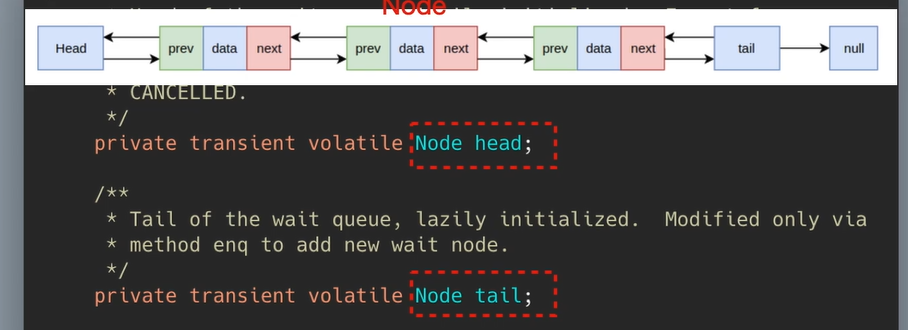 Node
Head prev data next prev data next prev data next tail null
* CANCELLED.
*/
private transient volatile Node head;
/**
* Tail of the wait queue, lazily initialized.  Modified only via
* method enq to add new wait node.
*/
private transient volatile Node tail;